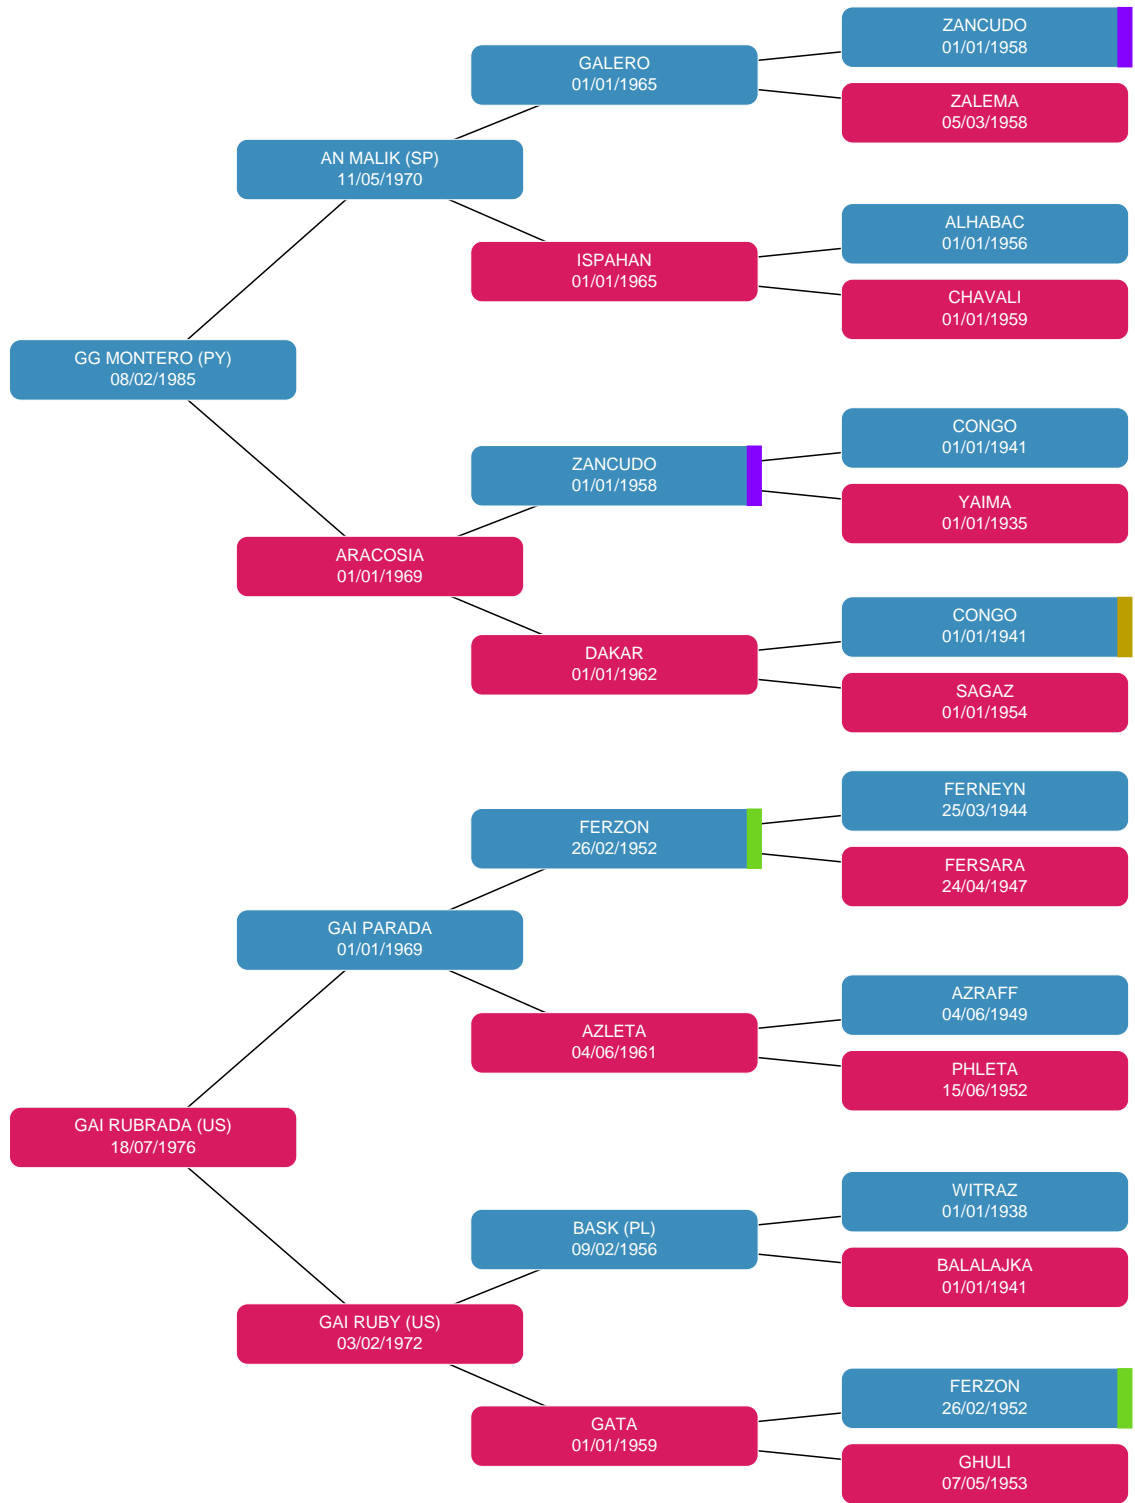 ZANCUDO
01/01/1958
GALERO
01/01/1965
ZALEMA
05/03/1958
AN MALIK (SP)
11/05/1970
ALHABAC
01/01/1956
ISPAHAN
01/01/1965
CHAVALI
01/01/1959
GG MONTERO (PY)
08/02/1985
CONGO
01/01/1941
ZANCUDO
01/01/1958
YAIMA
01/01/1935
ARACOSIA
01/01/1969
CONGO
01/01/1941
DAKAR
01/01/1962
SAGAZ
01/01/1954
FERNEYN
25/03/1944
FERZON
26/02/1952
FERSARA
24/04/1947
GAI PARADA
01/01/1969
AZRAFF
04/06/1949
AZLETA
04/06/1961
PHLETA
15/06/1952
GAI RUBRADA (US)
18/07/1976
WITRAZ
01/01/1938
BASK (PL)
09/02/1956
BALALAJKA
01/01/1941
GAI RUBY (US)
03/02/1972
FERZON
26/02/1952
GATA
01/01/1959
GHULI
07/05/1953